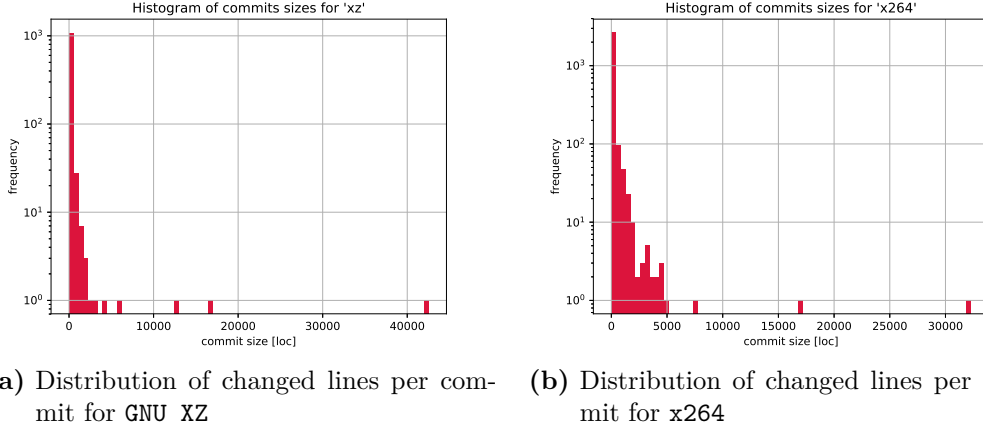 Histogram of commits sizes for 'xz'
10³
10²
10¹
10⁰
frequency
0 10000 20000 30000 40000
commit size [loc]
Histogram of commits sizes for 'x264'
10³
10²
10¹
10⁰
frequency
0 5000 10000 15000 20000 25000 30000
commit size [loc]
a) Distribution of changed lines per com-
mit for GNU XZ
(b) Distribution of changed lines per
mit for x264